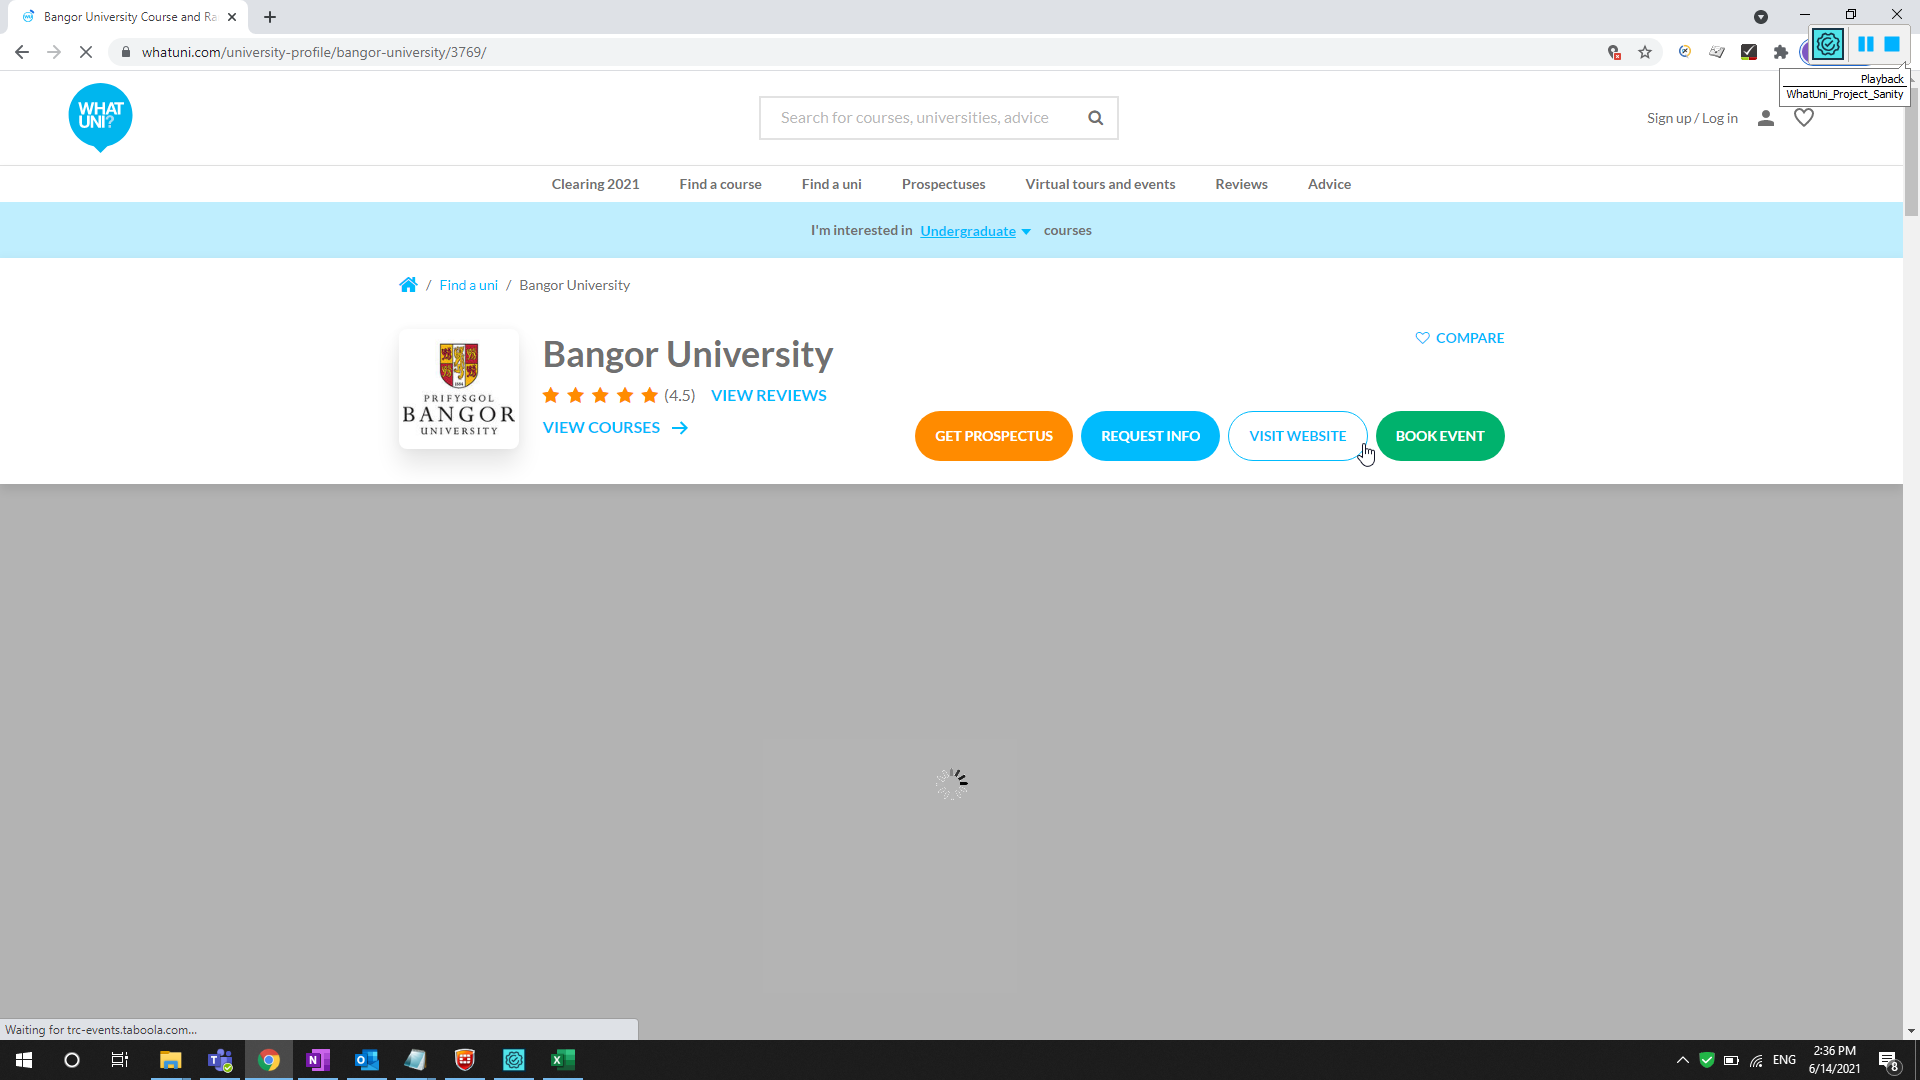 Bangor University Course and Ra
whatuni.com/university-profile/bangor-university/3769/
Playback
WhatUni_Project_Sanity
WHAT
UNI?
Search for courses, universities, advice
Sign up / Log in
Clearing 2021
Find a course
Find a uni
Prospectuses
Virtual tours and events
Reviews
Advice
I'm interested in Undergraduate courses
/ Find a uni / Bangor University
PRIFYSGOL
BANGOR
UNIVERSITY
Bangor University
COMPARE
(4.5) VIEW REVIEWS
VIEW COURSES
GET PROSPECTUS
REQUEST INFO
VISIT WEBSITE
BOOK EVENT
Waiting for trc-events.taboola.com...
ENG
2:36 PM
6/14/2021
8